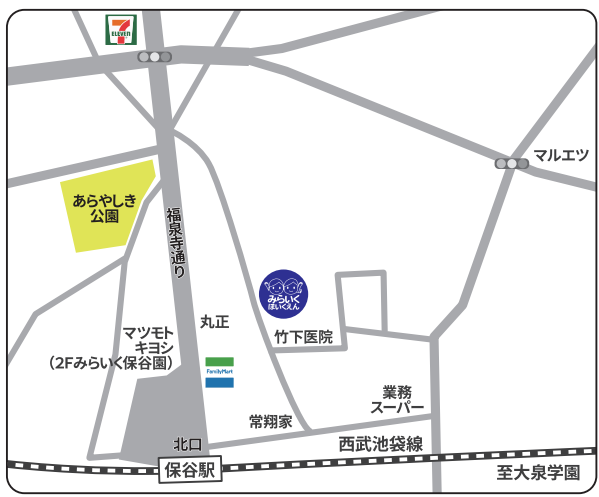 7
ELEVEn
マルエツ
あらやしき
公園
福泉寺通り
みらいく
ほいくえん
丸正
竹下医院
マツモト
キヨシ
（2Fみらいく保谷園）
FamilyMart
業務
スーパー
常翔家
北口
西武池袋線
保谷駅
至大泉学園